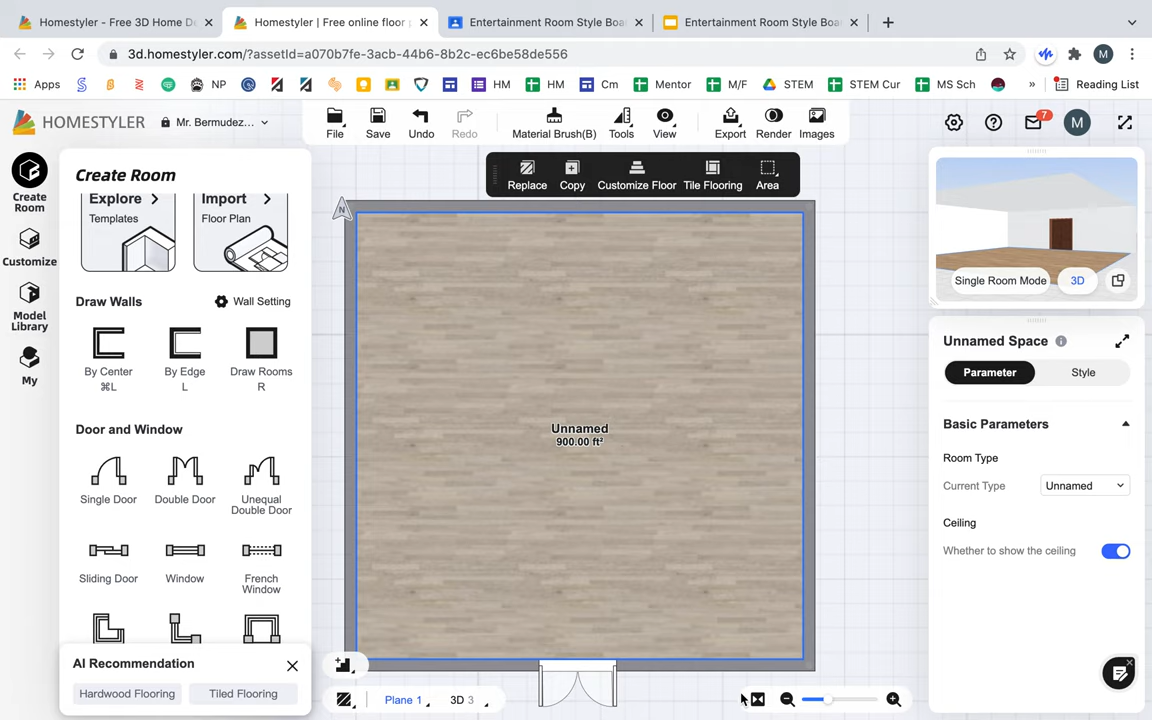 Homestyler - Free 3D Home De
Homestyler | Free online floor
Entertainment Room Style Boa
Entertainment Room Style Boa
3d.homestyler.com/?assetId=a070b7fe-3acb-44b6-8b2c-ec6be58de556
M
Apps
NP
HM
HM
Cm
Mentor
M/F
STEM
STEM Cur
MS Sch
»
Reading List
HOMESTYLER
Mr. Bermudez...
File
Save
Undo
Redo
Material Brush(B)
Tools
View
Export
Render
Images
7
M
Create Room
Customize
Model Library
My
Create Room
Explore
Templates
Import
Floor Plan
Draw Walls
Wall Setting
By Center
⌘L
By Edge
L
Draw Rooms
R
Door and Window
Single Door
Double Door
Unequal Double Door
Sliding Door
Window
French Window
AI Recommendation
Hardwood Flooring
Tiled Flooring
Replace
Copy
Customize Floor
Tile Flooring
Area
N
Unnamed
900.00 ft²
Plane 1
3D 3
Single Room Mode
3D
Unnamed Space
Parameter
Style
Basic Parameters
Room Type
Current Type
Unnamed
Ceiling
Whether to show the ceiling